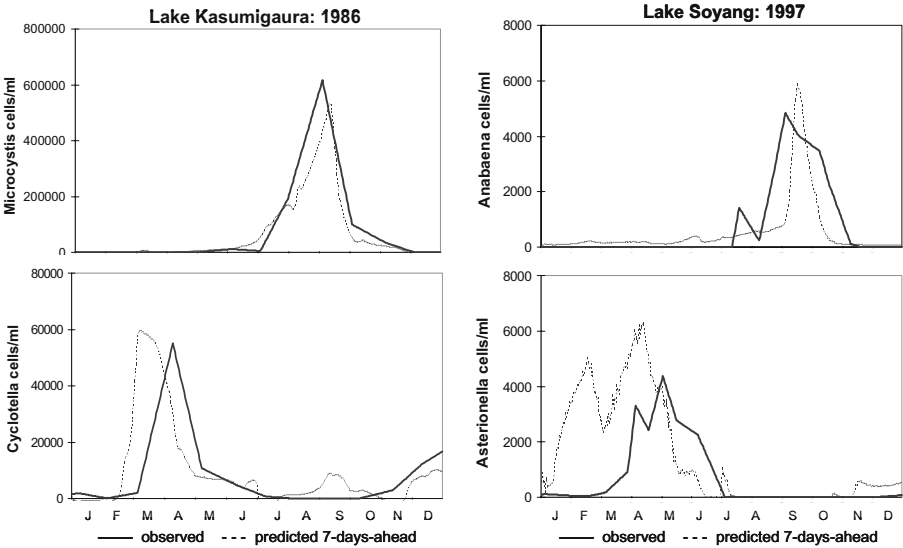 Lake Kasumigaura: 1986
Microcystis cells/ml
800000
600000
400000
200000
0
J F M A M J J A S O N D
Lake Soyang: 1997
Anabaena cells/ml
8000
6000
4000
2000
0
J F M A M J J A S O N D
Cyclotella cells/ml
80000
60000
40000
20000
0
J F M A M J J A S O N D
observed predicted 7-days-ahead
Asterionella cells/ml
8000
6000
4000
2000
0
J F M A M J J A S O N D
observed predicted 7-days-ahead